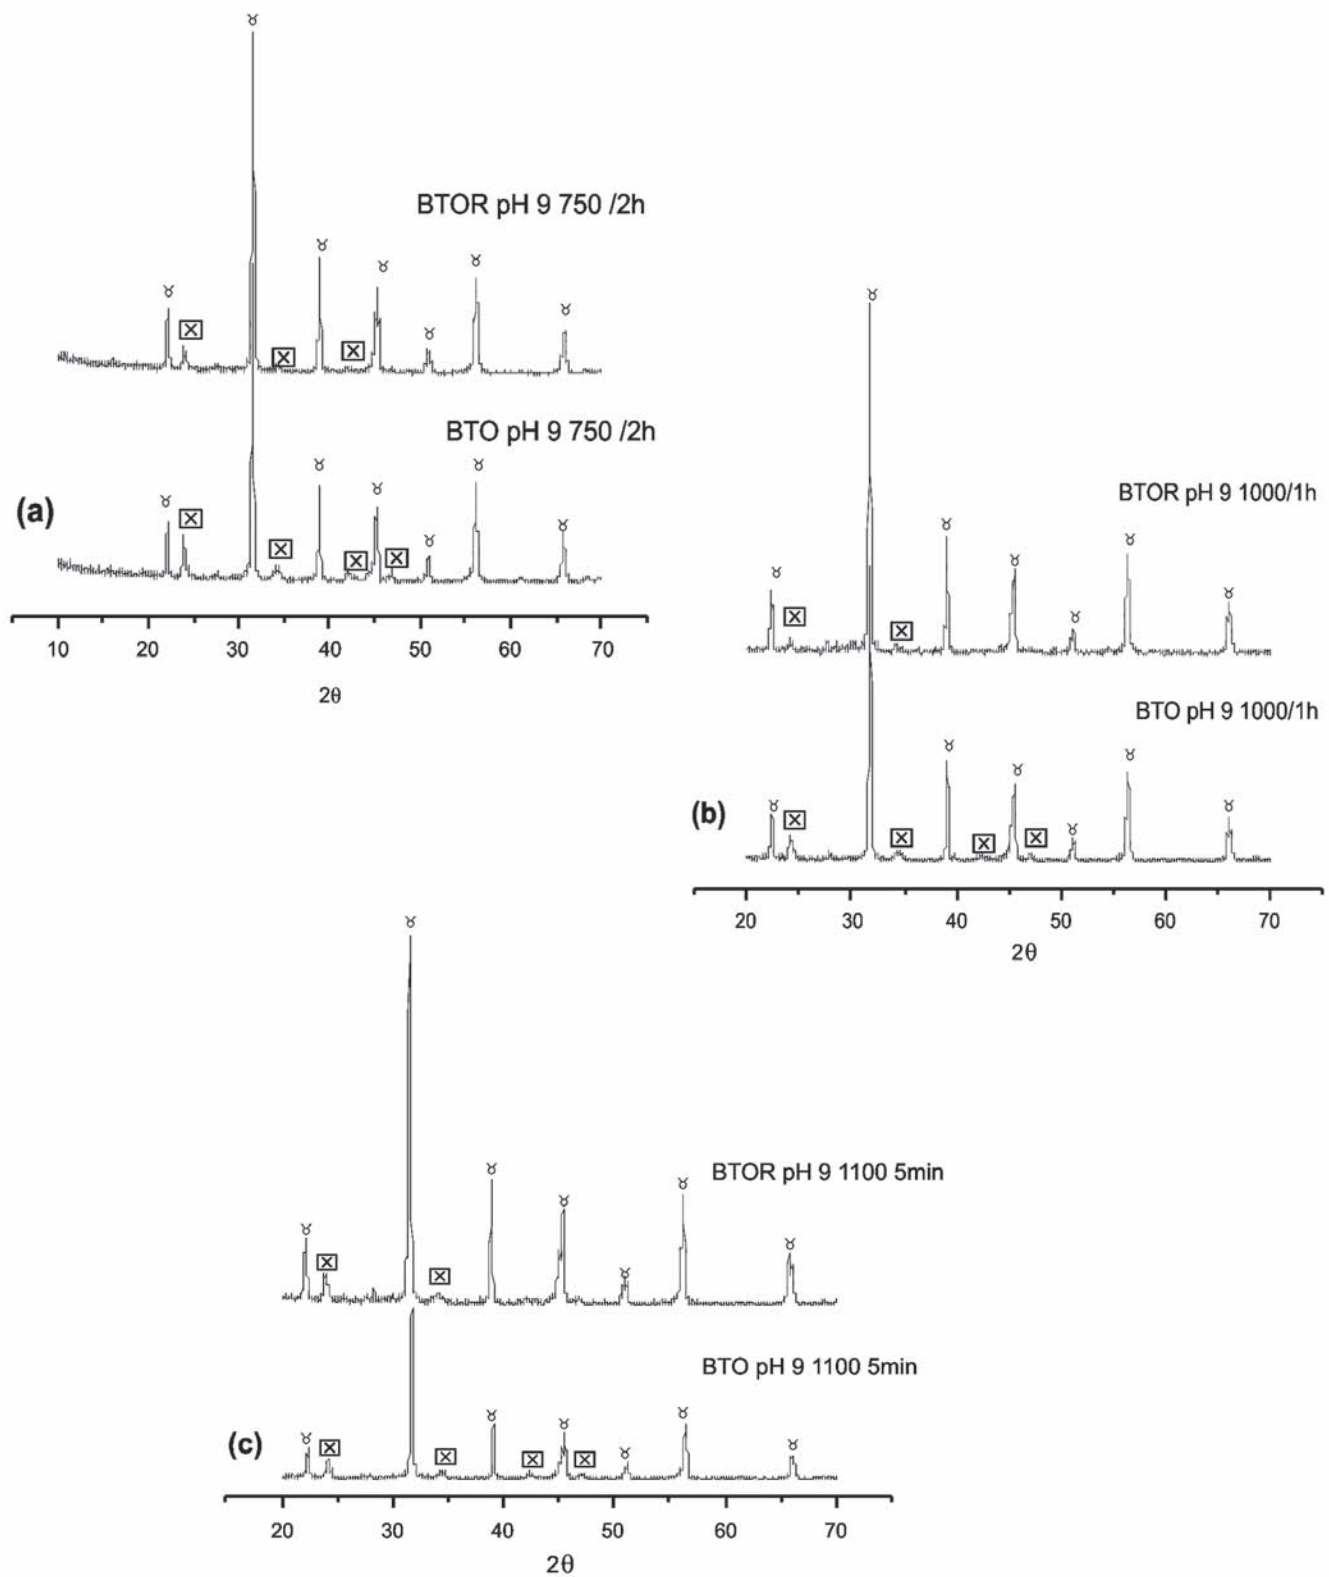 BTOR pH 9 750 /2h
BTO pH 9 750 /2h
(a)
10 20 30 40 50 60 70
2θ
BTOR pH 9 1000/1h
BTO pH 9 1000/1h
(b)
20 30 40 50 60 70
2θ
BTOR pH 9 1100 5min
BTO pH 9 1100 5min
(c)
20 30 40 50 60 70
2θ